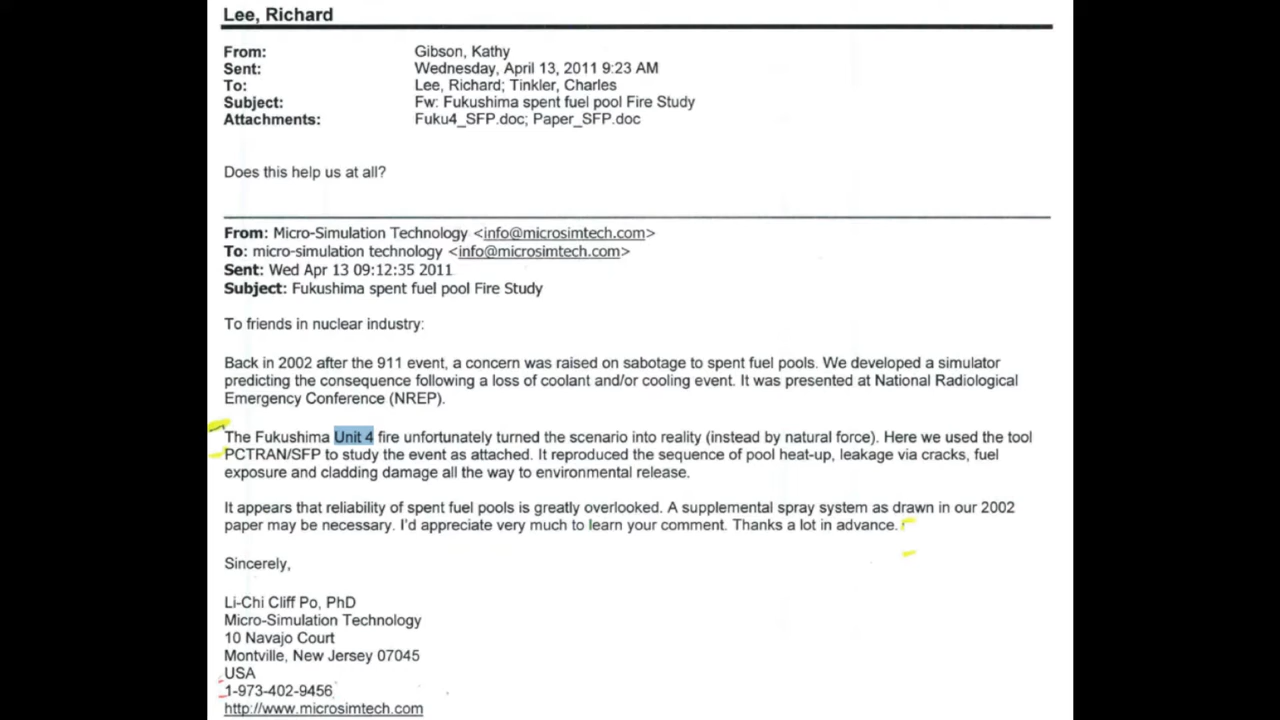 Lee, Richard
From: Gibson, Kathy
Sent: Wednesday, April 13, 2011 9:23 AM
To: Lee, Richard; Tinkler, Charles
Subject: Fw: Fukushima spent fuel pool Fire Study
Attachments: Fuku4_SFP.doc; Paper_SFP.doc
Does this help us at all?
From: Micro-Simulation Technology <info@microsimtech.com>
To: micro-simulation technology <info@microsimtech.com>
Sent: Wed Apr 13 09:12:35 2011
Subject: Fukushima spent fuel pool Fire Study
To friends in nuclear industry:
Back in 2002 after the 911 event, a concern was raised on sabotage to spent fuel pools. We developed a simulator
predicting the consequence following a loss of coolant and/or cooling event. It was presented at National Radiological
Emergency Conference (NREP).
The Fukushima Unit 4 fire unfortunately turned the scenario into reality (instead by natural force). Here we used the tool
PCTRAN/SFP to study the event as attached. It reproduced the sequence of pool heat-up, leakage via cracks, fuel
exposure and cladding damage all the way to environmental release.
It appears that reliability of spent fuel pools is greatly overlooked. A supplemental spray system as drawn in our 2002
paper may be necessary. I'd appreciate very much to learn your comment. Thanks a lot in advance.
Sincerely,
Li-Chi Cliff Po, PhD
Micro-Simulation Technology
10 Navajo Court
Montville, New Jersey 07045
USA
1-973-402-9456
http://www.microsimtech.com